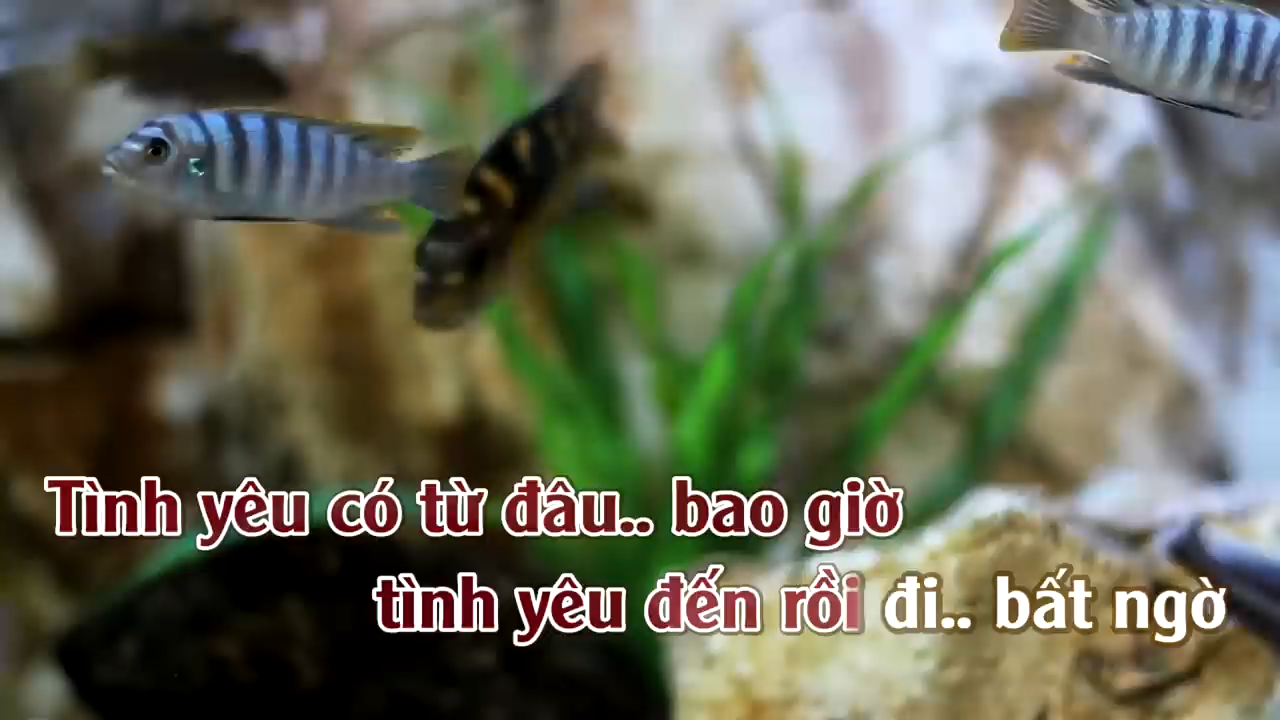 Tình yêu có từ đâu.. bao giờ
tình yêu đến rồi đi.. bất ngờ